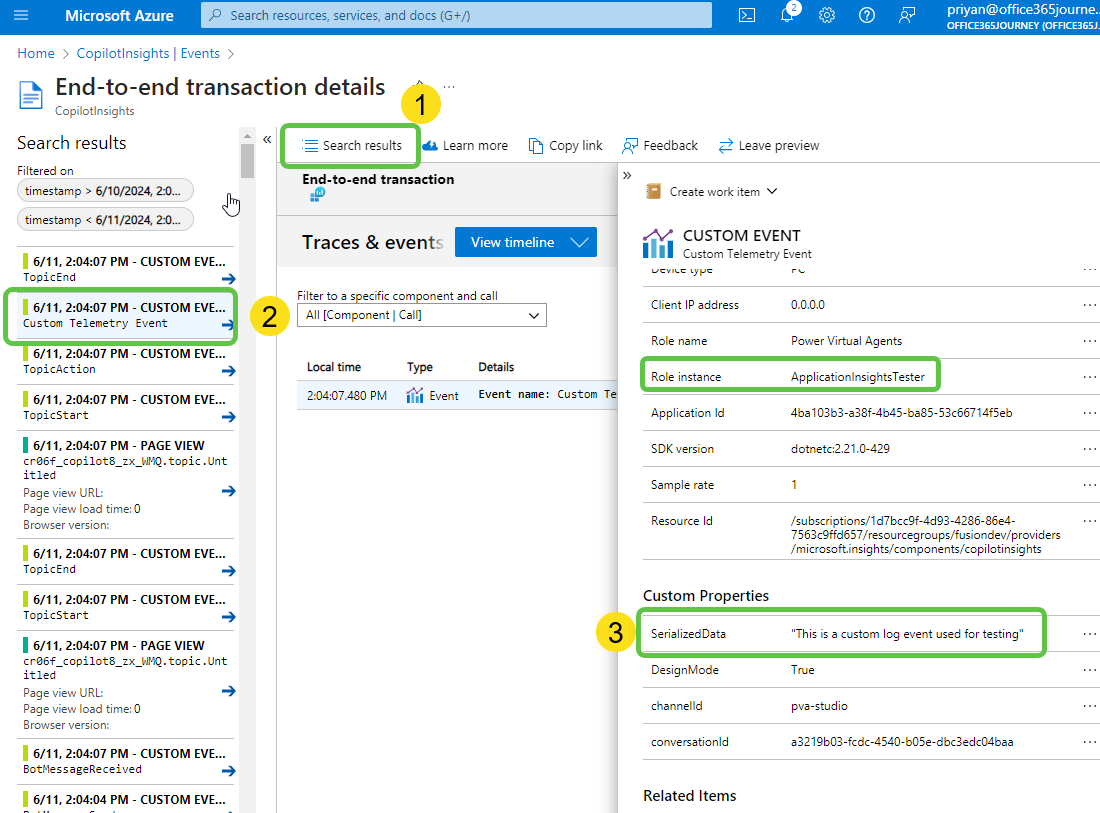 Microsoft Azure
Search resources, services, and docs (G+/)
2
priyan@office365journe...
OFFICE365JOURNEY (OFFICE365J...
Home > CopilotInsights | Events >
End-to-end transaction details
...
CopilotInsights
1
Search results
Filtered on
timestamp > 6/10/2024, 2:0...
timestamp < 6/11/2024, 2:0...
6/11, 2:04:07 PM - CUSTOM EVE...
TopicEnd
6/11, 2:04:07 PM - CUSTOM EVE...
Custom Telemetry Event
2
6/11, 2:04:07 PM - CUSTOM EVE...
TopicAction
6/11, 2:04:07 PM - CUSTOM EVE...
TopicStart
6/11, 2:04:07 PM - PAGE VIEW
cr06f_copilot8_zx_WMQ.topic.Unt
itled
Page view URL:
Page view load time: 0
Browser version:
6/11, 2:04:07 PM - CUSTOM EVE...
TopicEnd
6/11, 2:04:07 PM - CUSTOM EVE...
TopicStart
6/11, 2:04:07 PM - PAGE VIEW
cr06f_copilot8_zx_WMQ.topic.Unt
itled
Page view URL:
Page view load time: 0
Browser version:
6/11, 2:04:07 PM - CUSTOM EVE...
BotMessageReceived
6/11, 2:04:04 PM - CUSTOM EVE...
Search results
Learn more
Copy link
Feedback
Leave preview
End-to-end transaction
Traces & events
View timeline
Filter to a specific component and call
All [Component | Call]
Local time Type Details
2:04:07.480 PM Event Event name: Custom Te
Create work item
CUSTOM EVENT
Custom Telemetry Event
Device type PC ...
Client IP address 0.0.0.0 ...
Role name Power Virtual Agents ...
Role instance ApplicationInsightsTester ...
Application Id 4ba103b3-a38f-4b45-ba85-53c66714f5eb ...
SDK version dotnetc:2.21.0-429 ...
Sample rate 1 ...
Resource Id /subscriptions/1d7bcc9f-4d93-4286-86e4- ...
7563c9ffd657/resourcegroups/fusiondev/providers
/microsoft.insights/components/copilotinsights
Custom Properties
3
SerializedData "This is a custom log event used for testing" ...
DesignMode True ...
channelId pva-studio ...
conversationId a3219b03-fcdc-4540-b05e-dbc3edc04baa ...
Related Items